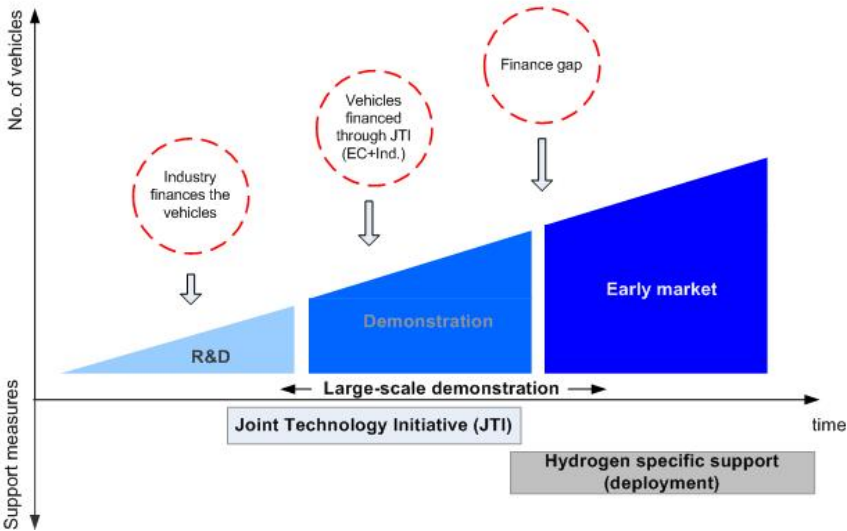 No. of vehicles
Finance gap
Vehicles
financed
through JTI
(EC+Ind.)
Industry
finances the
vehicles
Early market
Demonstration
R&D
Large-scale demonstration
time
Joint Technology Initiative (JTI)
Support measures
Hydrogen specific support
(deployment)